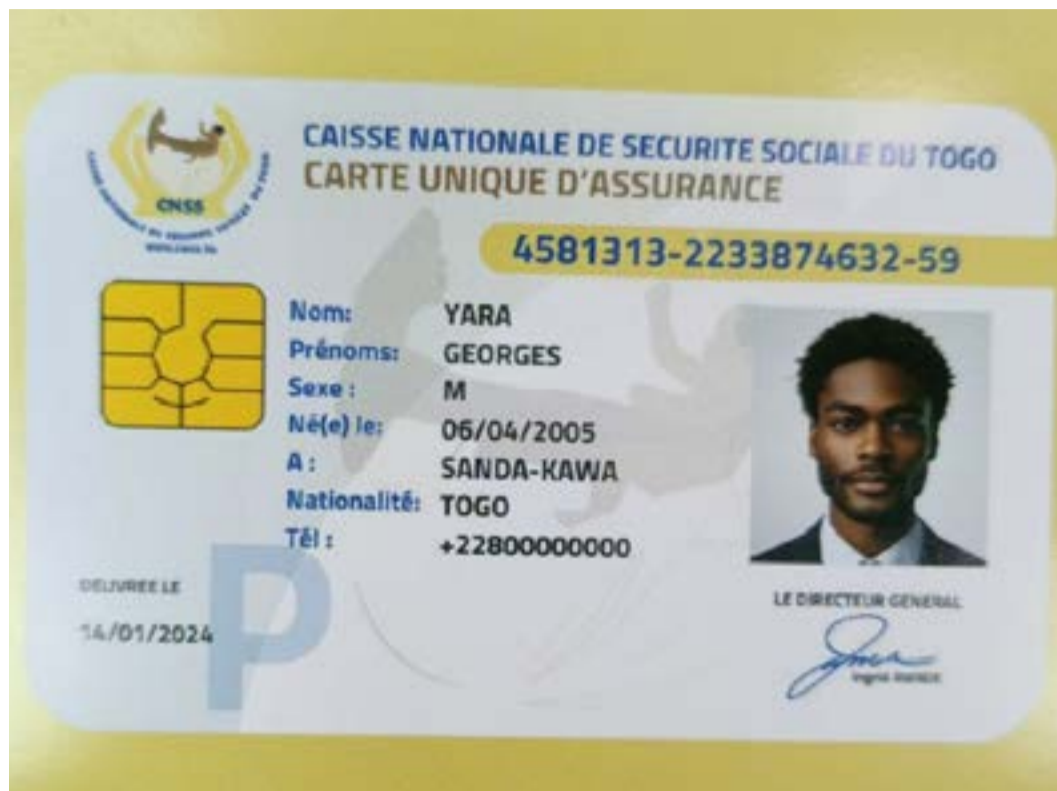 CAISSE NATIONALE DE SECURITE SOCIALE DU TOGO
CARTE UNIQUE D'ASSURANCE
CNSS
4581313-2233874632-59
Nom: YARA
Prénoms: GEORGES
Sexe : M
Né(e) le: 06/04/2005
A : SANDA-KAWA
Nationalité: TOGO
Tél : +22800000000
P
DELIVREE LE
14/01/2024
LE DIRECTEUR GENERAL